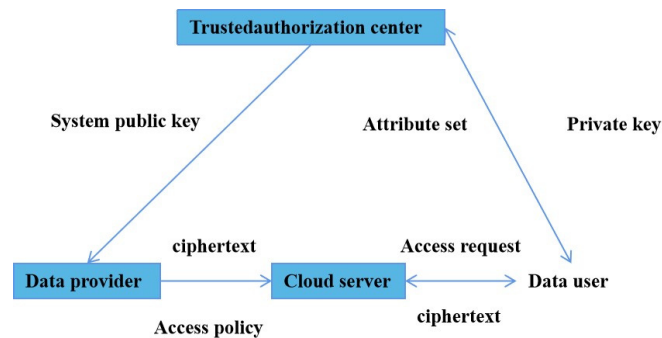 Trustedauthorization center
System public key
Attribute set
Private key
ciphertext
Access request
Data provider
Cloud server
Data user
Access policy
ciphertext